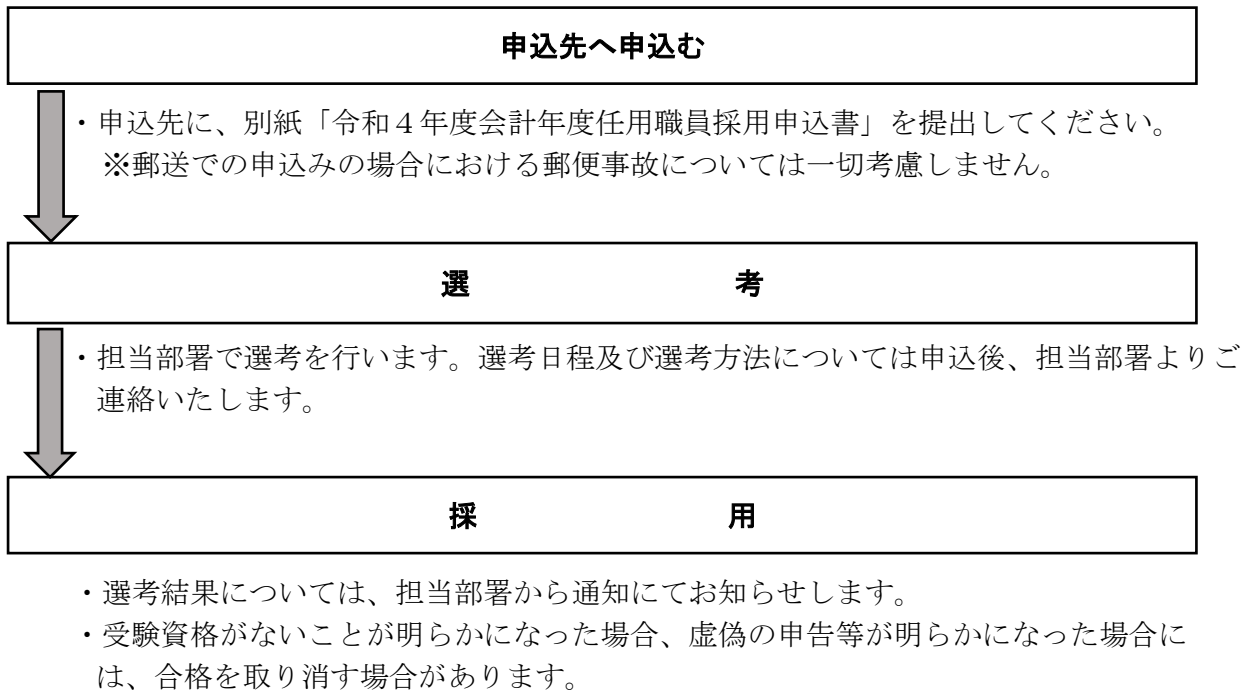 申込先へ申込む
・申込先に、別紙「令和４年度会計年度任用職員採用申込書」を提出してください。
※郵送での申込みの場合における郵便事故については一切考慮しません。
選　考
・担当部署で選考を行います。選考日程及び選考方法については申込後、担当部署よりご
連絡いたします。
採　用
・選考結果については、担当部署から通知にてお知らせします。
・受験資格がないことが明らかになった場合、虚偽の申告等が明らかになった場合に
は、合格を取り消す場合があります。